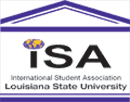 iSA
International Student Association
Louisiana State University